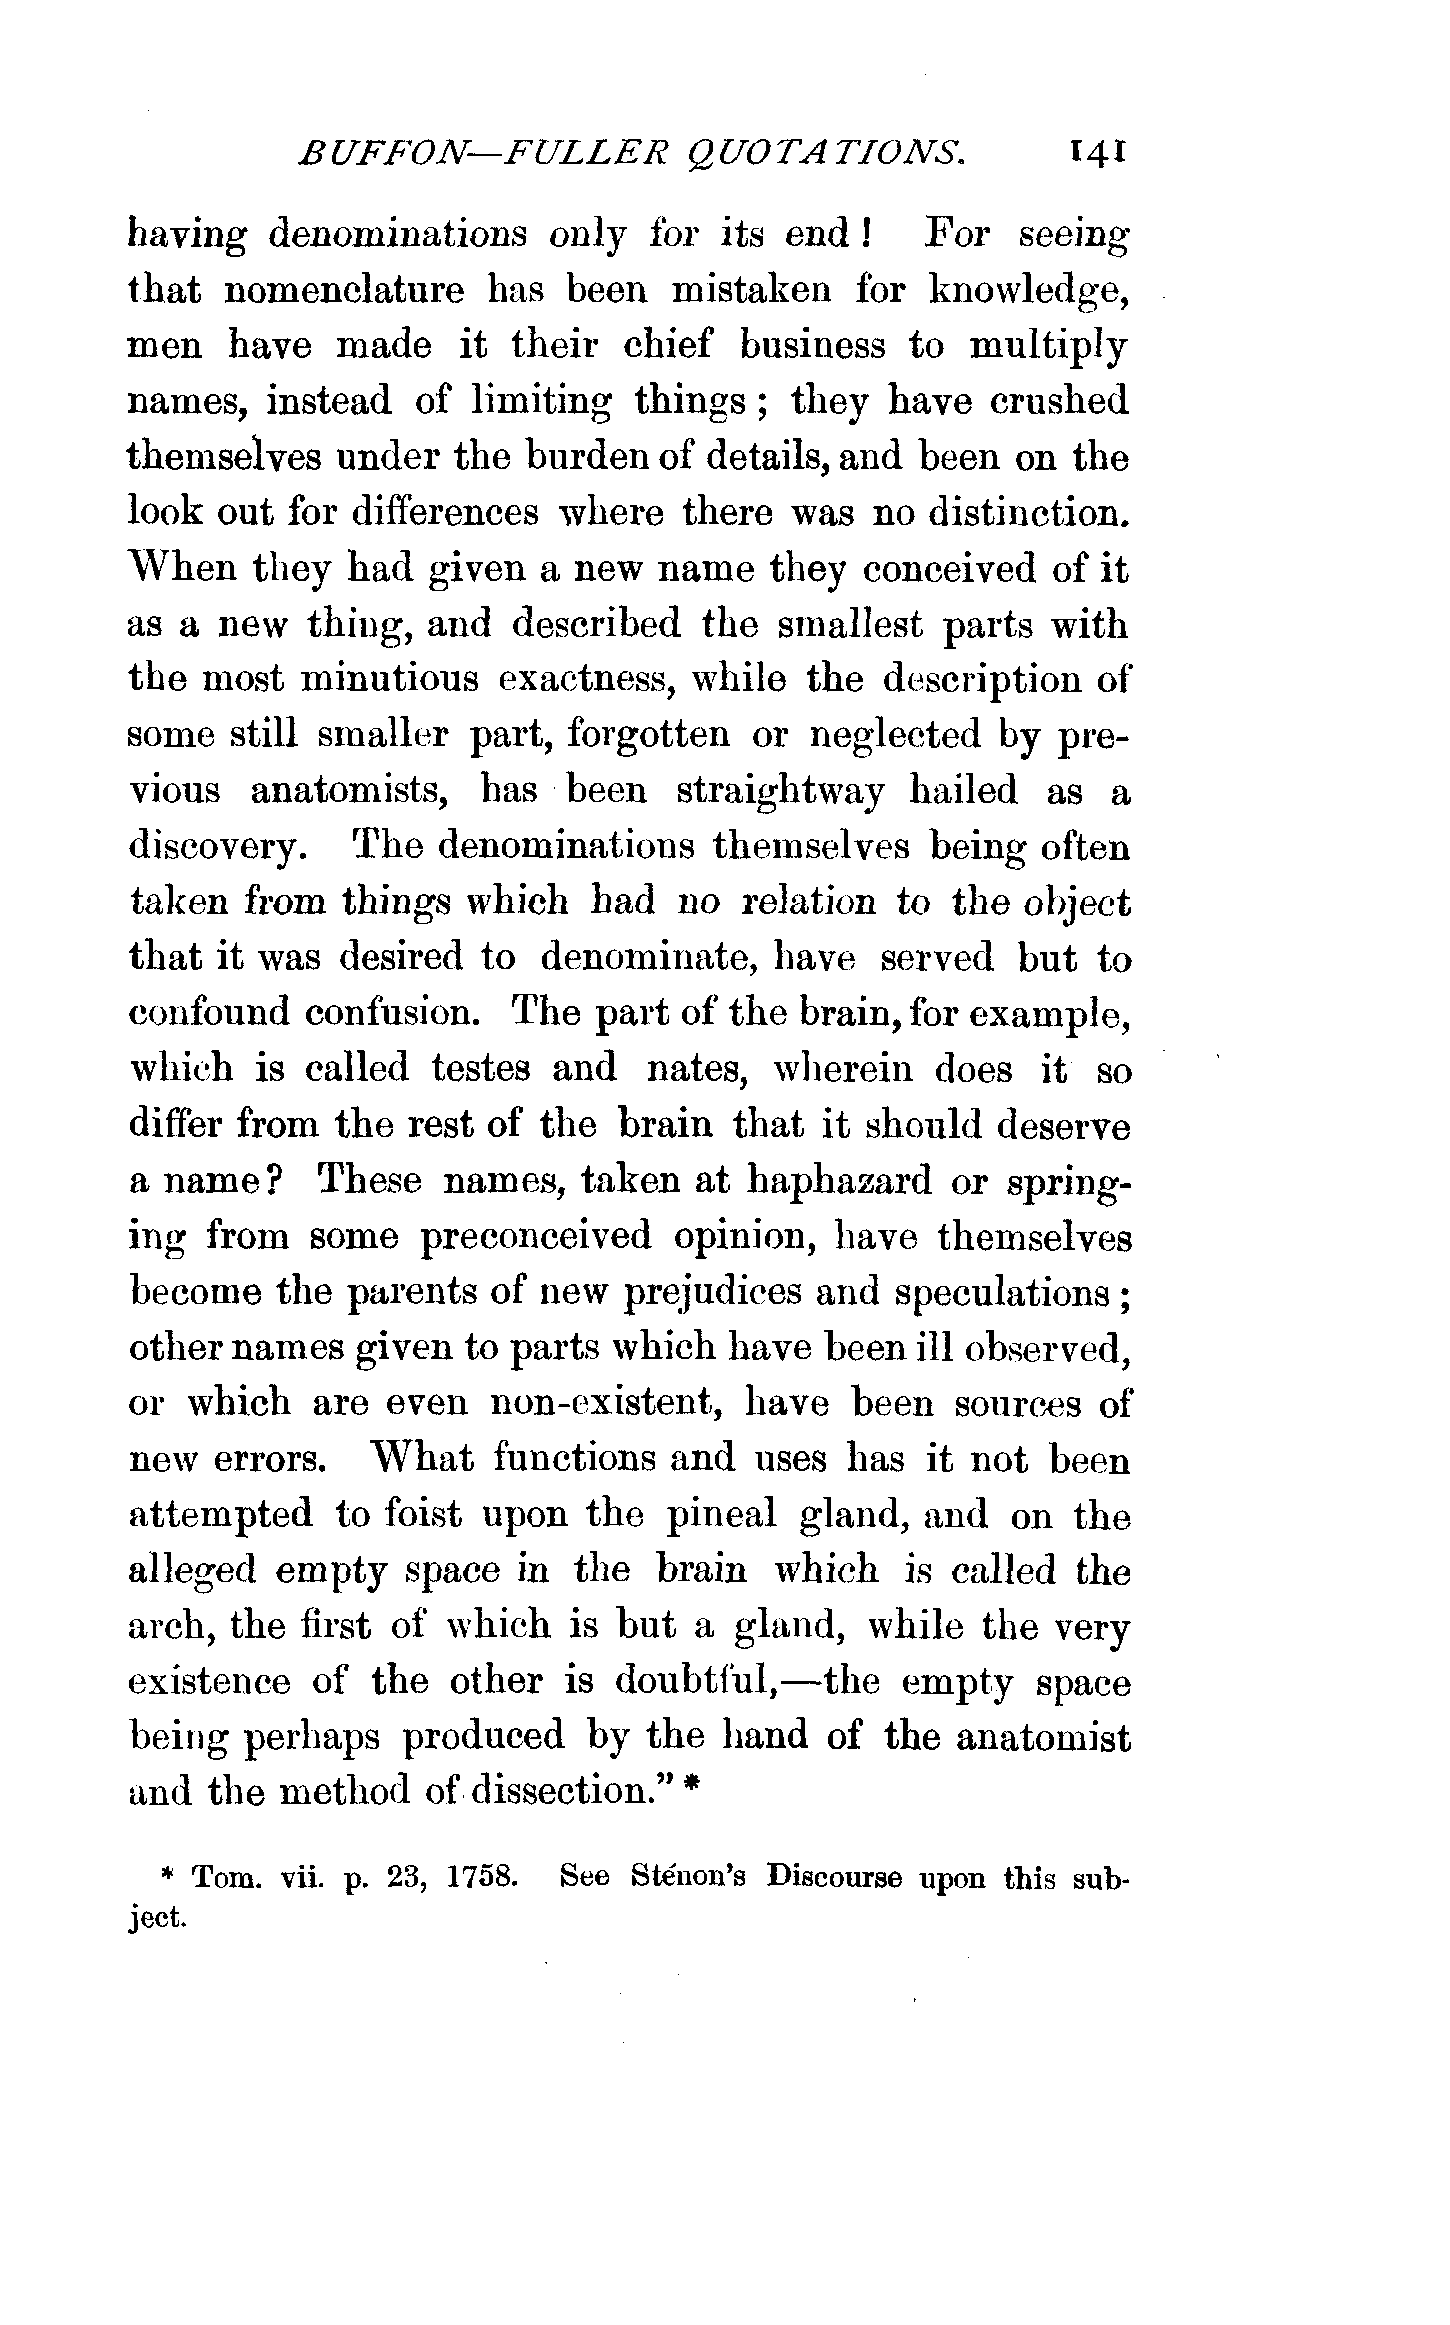 BUFFON—FULLER QUOTATIONS. 141
having denominations only for its end! For seeing
that nomenclature has been mistaken for knowledge,
men have made it their chief business to multiply
names, instead of limiting things; they have crushed
themselves under the burden of details, and been on the
look out for differences where there was no distinction.
When they had given a new name they conceived of it
as a new thing, and described the smallest parts with
the most minutious exactness, while the description of
some still smaller part, forgotten or neglected by pre-
vious anatomists, has been straightway hailed as a
discovery. The denominations themselves being often
taken from things which had no relation to the object
that it was desired to denominate, have served but to
confound confusion. The part of the brain, for example,
which is called testes and nates, wherein does it so
differ from the rest of the brain that it should deserve
a name? These names, taken at haphazard or spring-
ing from some preconceived opinion, have themselves
become the parents of new prejudices and speculations;
other names given to parts which have been ill observed,
or which are even non-existent, have been sources of
new errors. What functions and uses has it not been
attempted to foist upon the pineal gland, and on the
alleged empty space in the brain which is called the
arch, the first of which is but a gland, while the very
existence of the other is doubtful,—the empty space
being perhaps produced by the hand of the anatomist
and the method of dissection." *
* Tom. vii. p. 23, 1758. See Sténon's Discourse upon this sub-
ject.